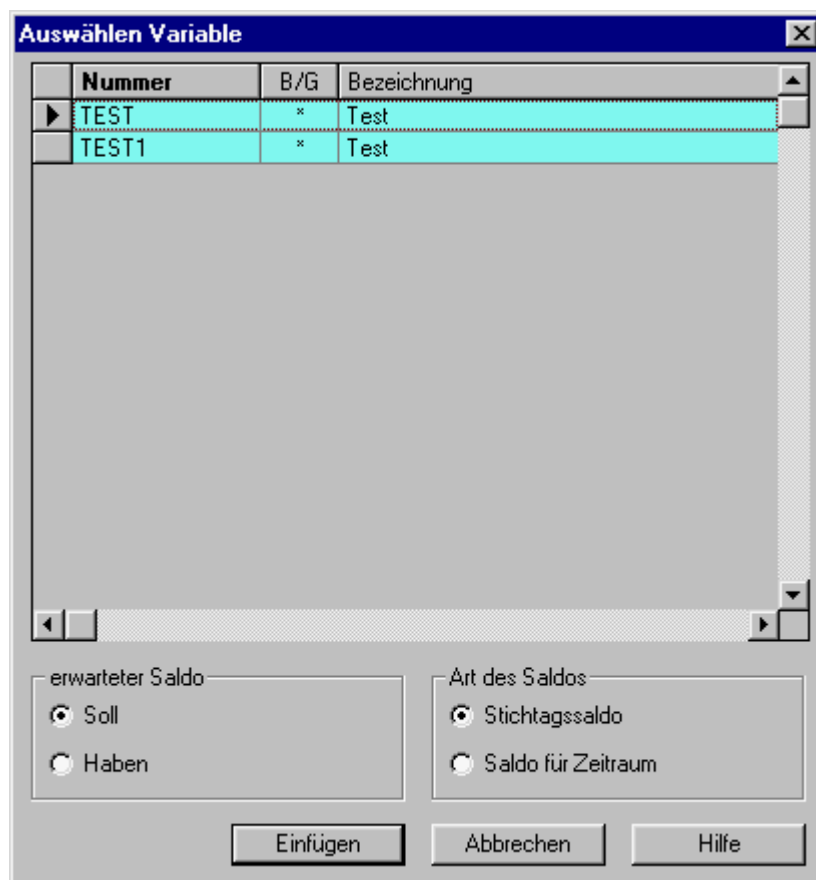 Auswählen Variable
Nummer B/G Bezeichnung
TEST * Test
TEST1 * Test
erwarteter Saldo
Soll
Haben
Art des Saldos
Stichtagssaldo
Saldo für Zeitraum
Einfügen Abbrechen Hilfe